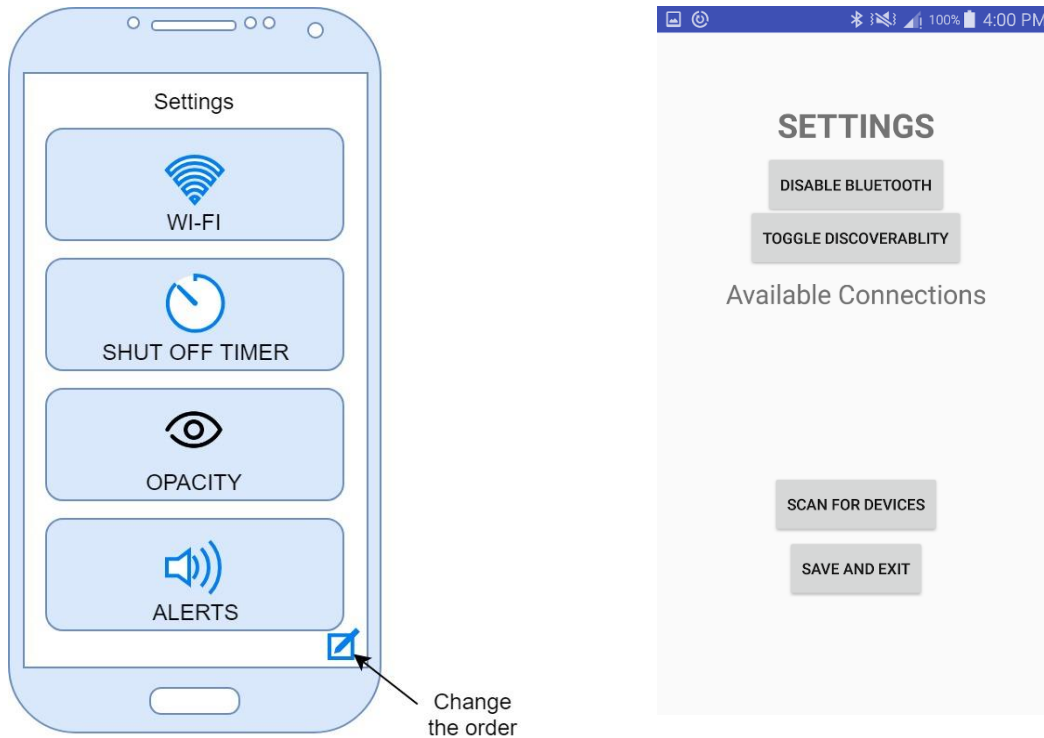 Settings
WI-FI
SHUT OFF TIMER
OPACITY
ALERTS
Change
the order
100% 4:00 PM
SETTINGS
DISABLE BLUETOOTH
TOGGLE DISCOVERABLITY
Available Connections
SCAN FOR DEVICES
SAVE AND EXIT